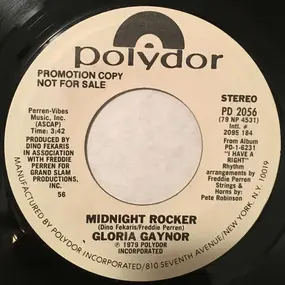 polydor
PROMOTION COPY
NOT FOR SALE
STEREO
Perren-Vibes
Music, Inc.
(ASCAP)
Time: 3:42
PRODUCED BY
DINO FEKARIS
IN ASSOCIATION
WITH FREDDIE
PERREN FOR
GRAND SLAM
PRODUCTIONS,
INC.
56
PD 2056
(79 NP 4531)
Intl. #
2095 184
From Album
PD-1-6231
"I HAVE A
RIGHT"
Rhythm
arrangements by
Freddie Perren
Strings &
Horns by:
Pete Robinson
MIDNIGHT ROCKER
(Dino Fekaris/Freddie Perren)
GLORIA GAYNOR
℗ 1979 POLYDOR
INCORPORATED
MANUFACTURED BY POLYDOR INCORPORATED/810 SEVENTH AVENUE/NEW YORK, N.Y. 10019